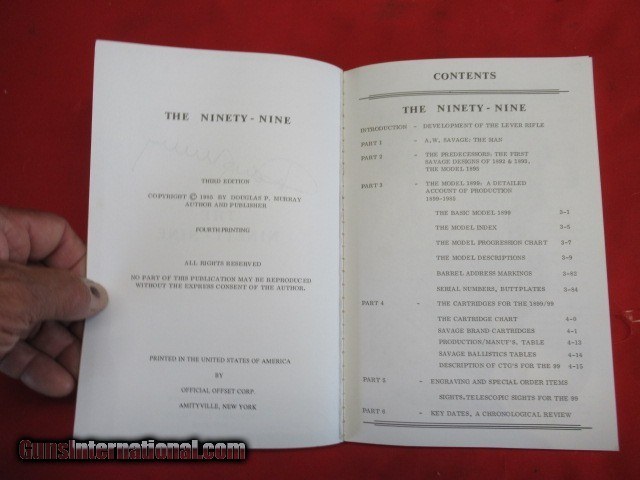 THE NINETY - NINE
THIRD EDITION
COPYRIGHT © 1985 BY DOUGLAS P. MURRAY
AUTHOR AND PUBLISHER
FOURTH PRINTING
ALL RIGHTS RESERVED
NO PART OF THIS PUBLICATION MAY BE REPRODUCED
WITHOUT THE EXPRESS CONSENT OF THE AUTHOR.
PRINTED IN THE UNITED STATES OF AMERICA
BY
OFFICIAL OFFSET CORP.
AMITYVILLE, NEW YORK
CONTENTS
THE NINETY - NINE
INTRODUCTION - DEVELOPMENT OF THE LEVER RIFLE
PART 1 - A.W. SAVAGE: THE MAN
PART 2 - THE PREDECESSORS; THE FIRST
SAVAGE DESIGNS OF 1892 & 1893,
THE MODEL 1895
PART 3 - THE MODEL 1899: A DETAILED
ACCOUNT OF PRODUCTION
1899-1985
THE BASIC MODEL 1899 3-1
THE MODEL INDEX 3-5
THE MODEL PROGRESSION CHART 3-7
THE MODEL DESCRIPTIONS 3-9
BARREL ADDRESS MARKINGS 3-62
SERIAL NUMBERS, BUTTPLATES 3-64
PART 4 - THE CARTRIDGES FOR THE 1899/99
THE CARTRIDGE CHART 4-0
SAVAGE BRAND CARTRIDGES 4-1
PRODUCTION/MANUF'S. TABLE 4-13
SAVAGE BALLISTICS TABLES 4-14
DESCRIPTION OF CTG'S FOR THE 99 4-15
PART 5 - ENGRAVING AND SPECIAL ORDER ITEMS
SIGHTS, TELESCOPIC SIGHTS FOR THE 99
PART 6 - KEY DATES, A CHRONOLOGICAL REVIEW
GunsInternational.com